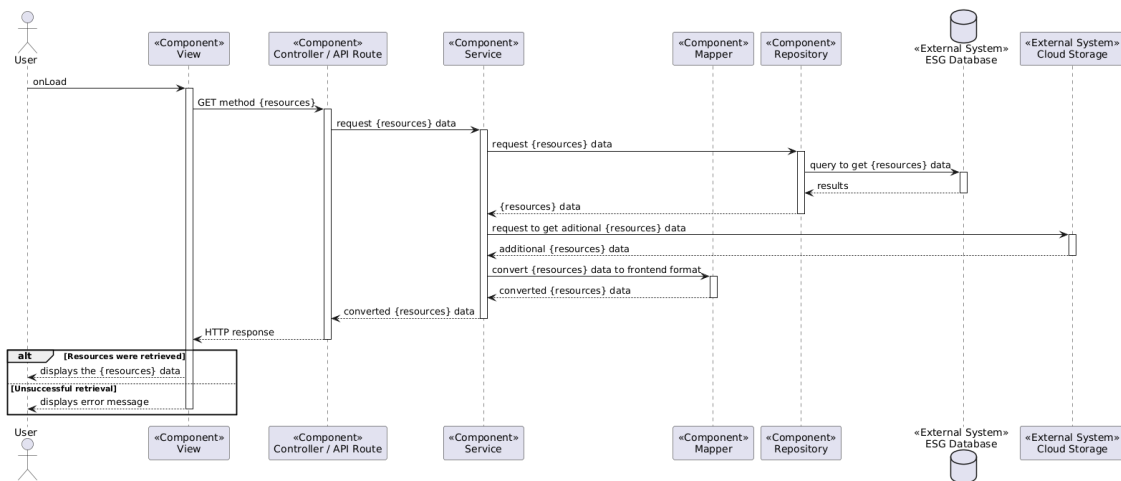 User
«Component»
View
«Component»
Controller / API Route
«Component»
Service
«Component»
Mapper
«Component»
Repository
«External System»
ESG Database
«External System»
Cloud Storage
onLoad
GET method {resources}
request {resources} data
request {resources} data
query to get {resources} data
results
{resources} data
request to get aditional {resources} data
additional {resources} data
convert {resources} data to frontend format
converted {resources} data
converted {resources} data
HTTP response
alt [Resources were retrieved]
displays the {resources} data
[Unsuccessful retrieval]
displays error message
User
«Component»
View
«Component»
Controller / API Route
«Component»
Service
«Component»
Mapper
«Component»
Repository
«External System»
ESG Database
«External System»
Cloud Storage